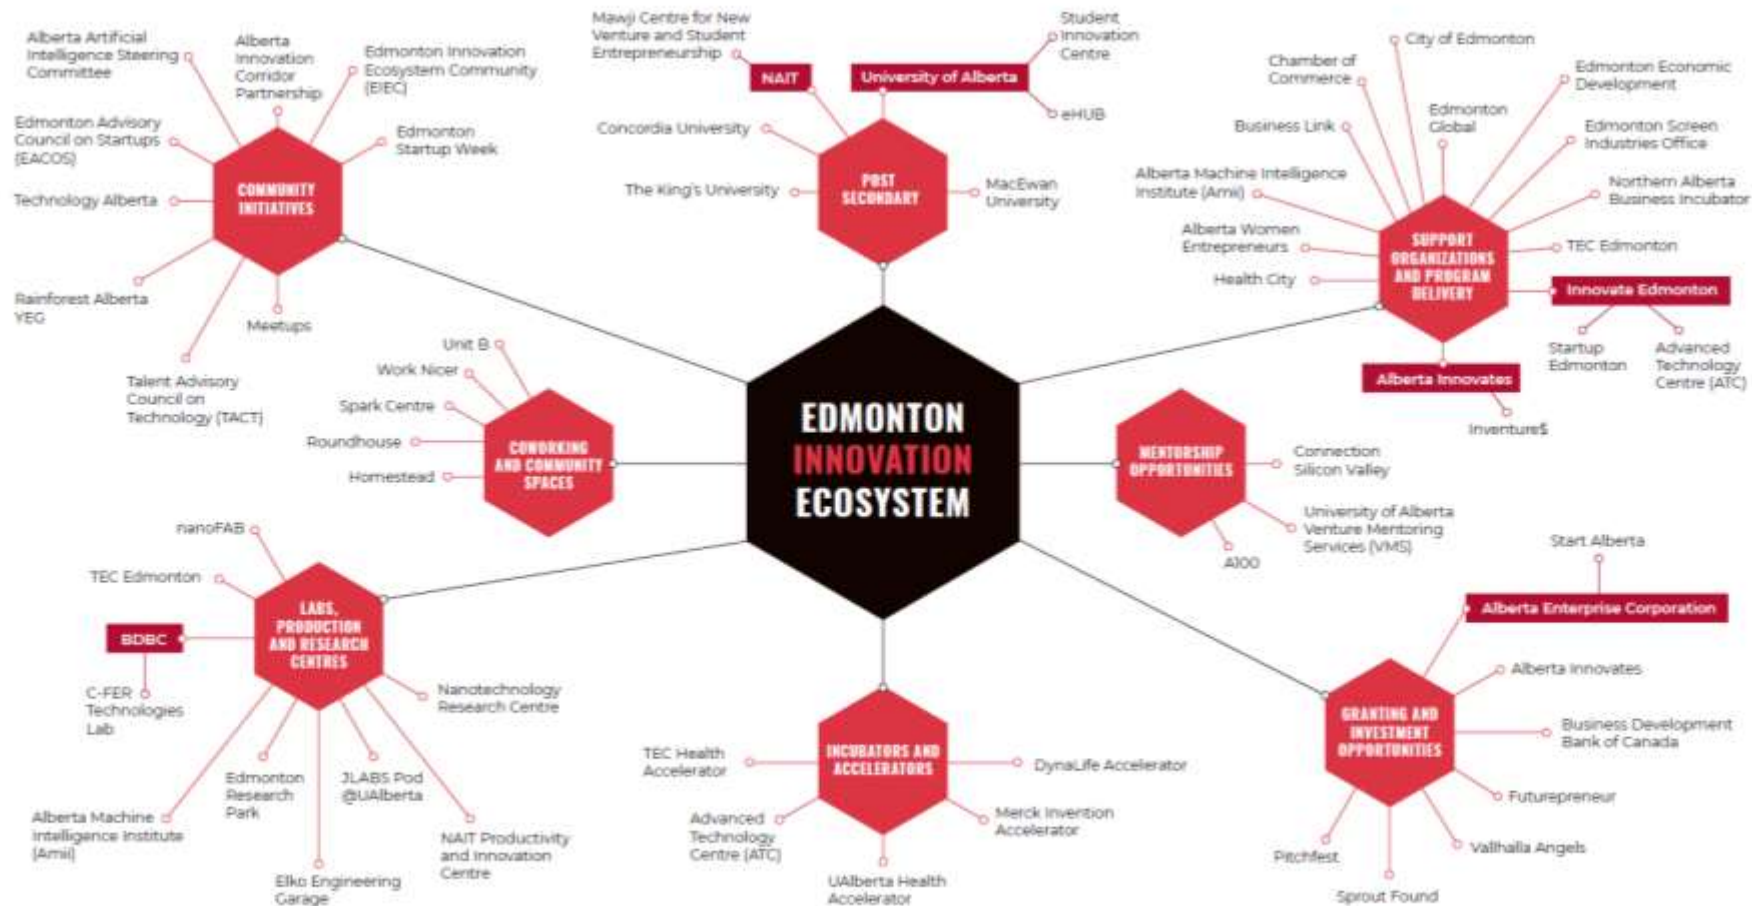 Alberta Artificial
Intelligence Steering
Committee
Alberta
Innovation
Corridor
Partnership
Edmonton Innovation
Ecosystem Community
(EIEC)
Edmonton Advisory
Council on Startups
(EACOS)
Edmonton
Startup Week
Technology Alberta
COMMUNITY
INITIATIVES
Rainforest Alberta
YEG
Meetups
Talent Advisory
Council on
Technology (TACT)
Mawji Centre for New
Venture and Student
Entrepreneurship
NAIT
University of Alberta
Student
Innovation
Centre
eHUB
Concordia University
The King's University
POST
SECONDARY
MacEwan
University
City of Edmonton
Chamber of
Commerce
Edmonton Economic
Development
Business Link
Edmonton
Global
Edmonton Screen
Industries Office
Alberta Machine Intelligence
Institute (Amii)
Northern Alberta
Business Incubator
Alberta Women
Entrepreneurs
TEC Edmonton
Health City
SUPPORT
ORGANIZATIONS
AND PROGRAM
DELIVERY
Innovate Edmonton
Startup
Edmonton
Advanced
Technology
Centre (ATC)
Alberta Innovates
Inventure$
Unit B
Work Nicer
Spark Centre
Roundhouse
Homestead
COWORKING
AND COMMUNITY
SPACES
EDMONTON
INNOVATION
ECOSYSTEM
MENTORSHIP
OPPORTUNITIES
Connection
Silicon Valley
University of Alberta
Venture Mentoring
Services (VMS)
A100
nanoFAB
TEC Edmonton
BDBC
C-FER
Technologies
Lab
LABS,
PRODUCTION
AND RESEARCH
CENTRES
Nanotechnology
Research Centre
Edmonton
Research
Park
JLABS Pod
@UAlberta
Alberta Machine
Intelligence Institute
(Amii)
NAIT Productivity
and Innovation
Centre
Elko Engineering
Garage
TEC Health
Accelerator
INCUBATORS AND
ACCELERATORS
DynaLife Accelerator
Advanced
Technology
Centre (ATC)
Merck Invention
Accelerator
UAlberta Health
Accelerator
Start Alberta
Alberta Enterprise Corporation
Alberta Innovates
GRANTING AND
INVESTMENT
OPPORTUNITIES
Business Development
Bank of Canada
Futurepreneur
Vallhalla Angels
Pitchfest
Sprout Found